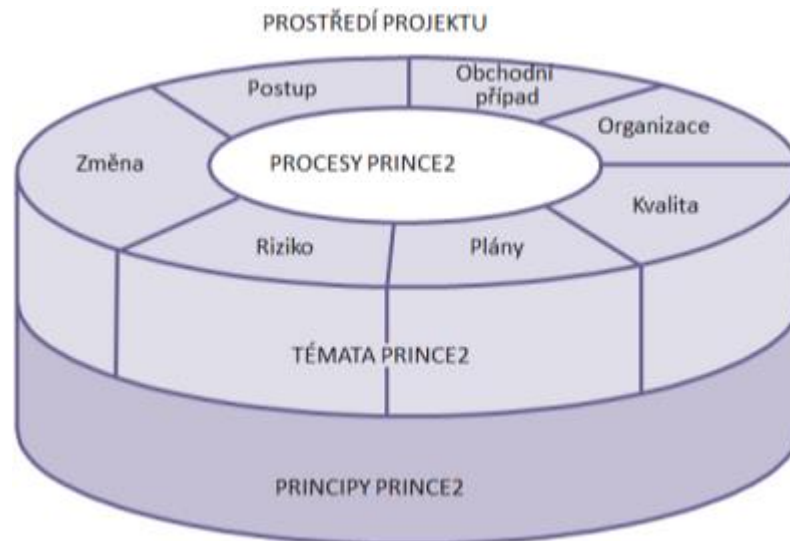 PROSTŘEDÍ PROJEKTU
Postup
Obchodní
případ
Organizace
Změna
PROCESY PRINCE2
Kvalita
Riziko
Plány
TÉMATA PRINCE2
PRINCIPY PRINCE2